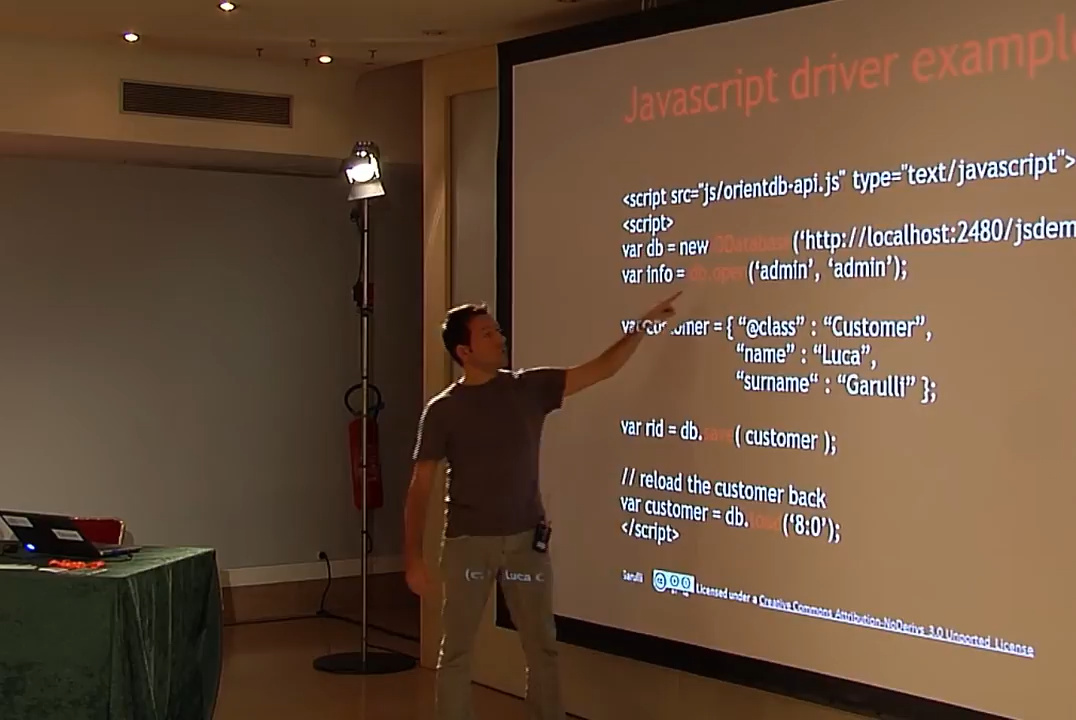 Javascript driver exampl
<script src="js/orientdb-api.js" type="text/javascript">
<script>
var db = new ODatabase(‘http://localhost:2480/jsdem
var info = db.open(‘admin’, ‘admin’);
var customer = { “@class” : “Customer”,
“name” : “Luca”,
“surname“ : “Garulli” };
var rid = db.save( customer );
// reload the customer back
var customer = db.load(‘8:0’);
</script>
(c) Luca
Garulli
Licensed under a Creative Commons Attribution-NoDerivs 3.0 Unported License